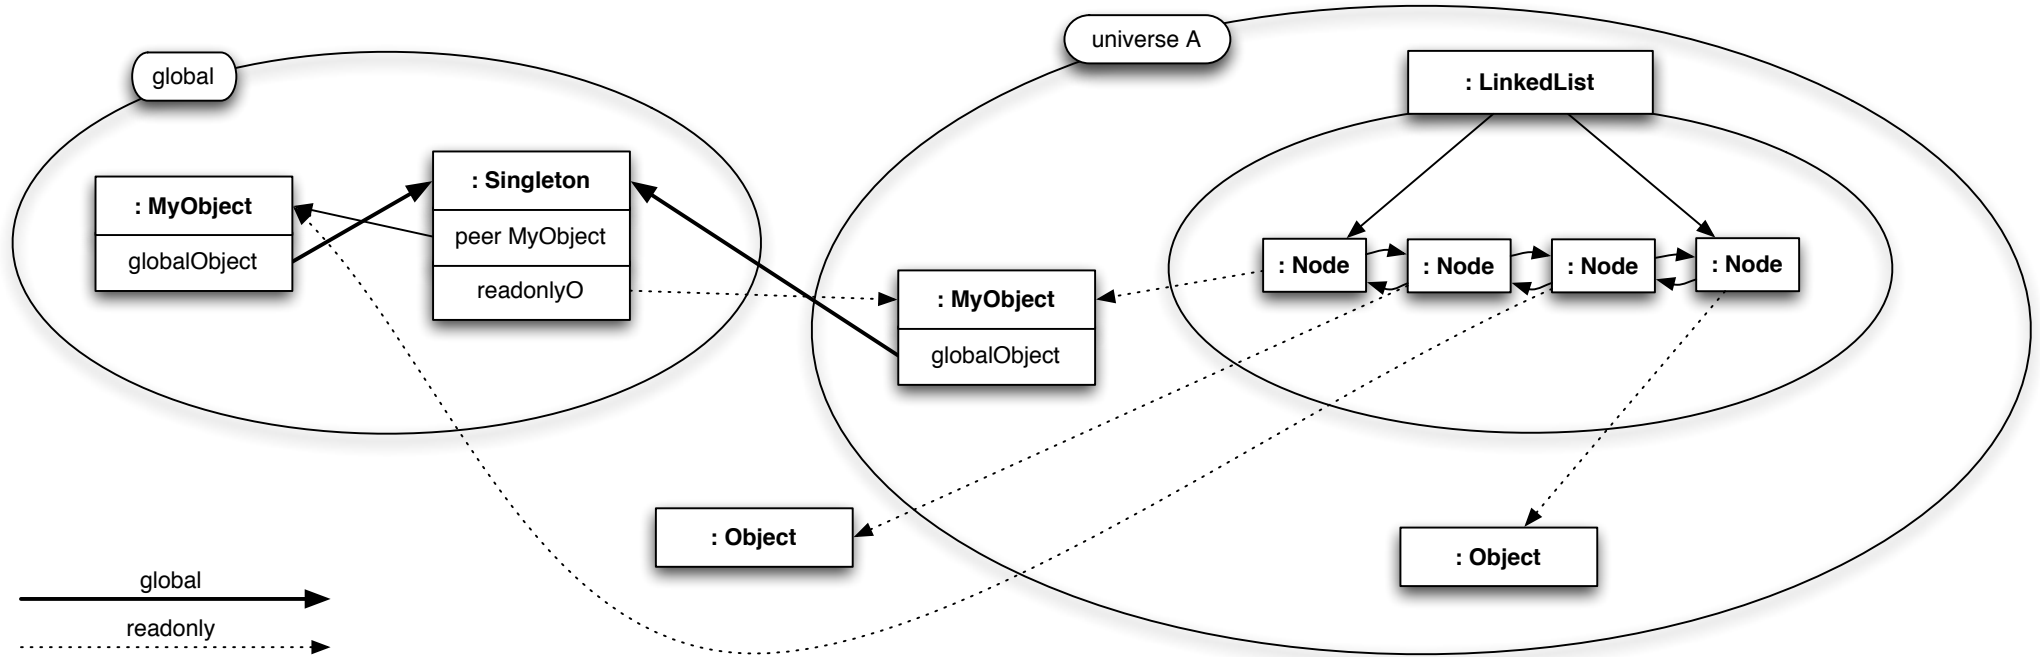 global
: MyObject
globalObject
: Singleton
peer MyObject
readonlyO
universe A
: LinkedList
: Node
: Node
: Node
: Node
: MyObject
globalObject
: Object
: Object
global
readonly